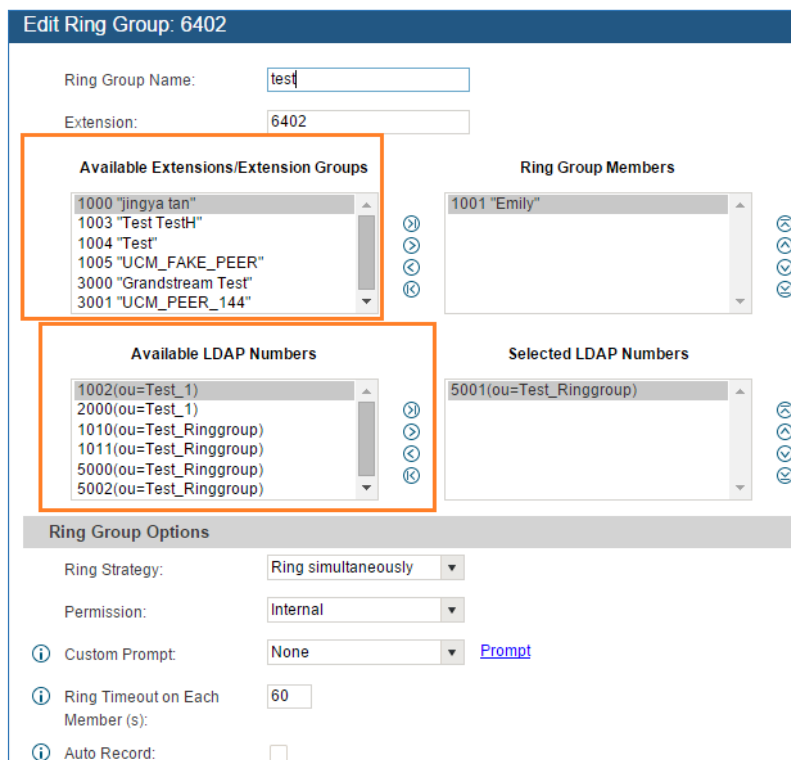 Edit Ring Group: 6402
Ring Group Name: test
Extension: 6402
Available Extensions/Extension Groups
Ring Group Members
1000 "jingya tan"
1003 "Test TestH"
1004 "Test"
1005 "UCM_FAKE_PEER"
3000 "Grandstream Test"
3001 "UCM_PEER_144"
1001 "Emily"
Available LDAP Numbers
Selected LDAP Numbers
1002(ou=Test_1)
2000(ou=Test_1)
1010(ou=Test_Ringgroup)
1011(ou=Test_Ringgroup)
5000(ou=Test_Ringgroup)
5002(ou=Test_Ringgroup)
5001(ou=Test_Ringgroup)
Ring Group Options
Ring Strategy: Ring simultaneously
Permission: Internal
Custom Prompt: None Prompt
Ring Timeout on Each
Member (s):
60
Auto Record: